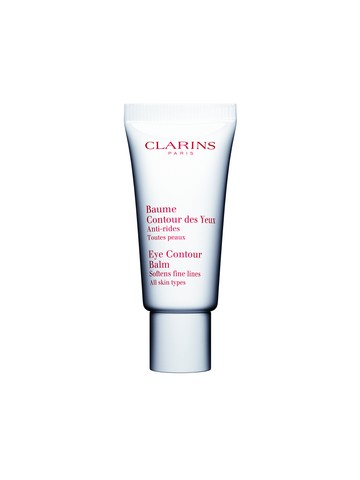 CLARINS
PARIS
Baume
Contour des Yeux
Anti-rides
Toutes peaux
Eye Contour
Balm
Softens fine lines
All skin types